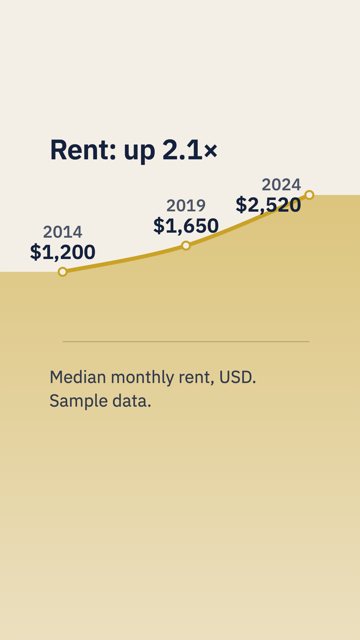 Rent: up 2.1×
2014
$1,200
2019
$1,650
2024
$2,520
Median monthly rent, USD.
Sample data.